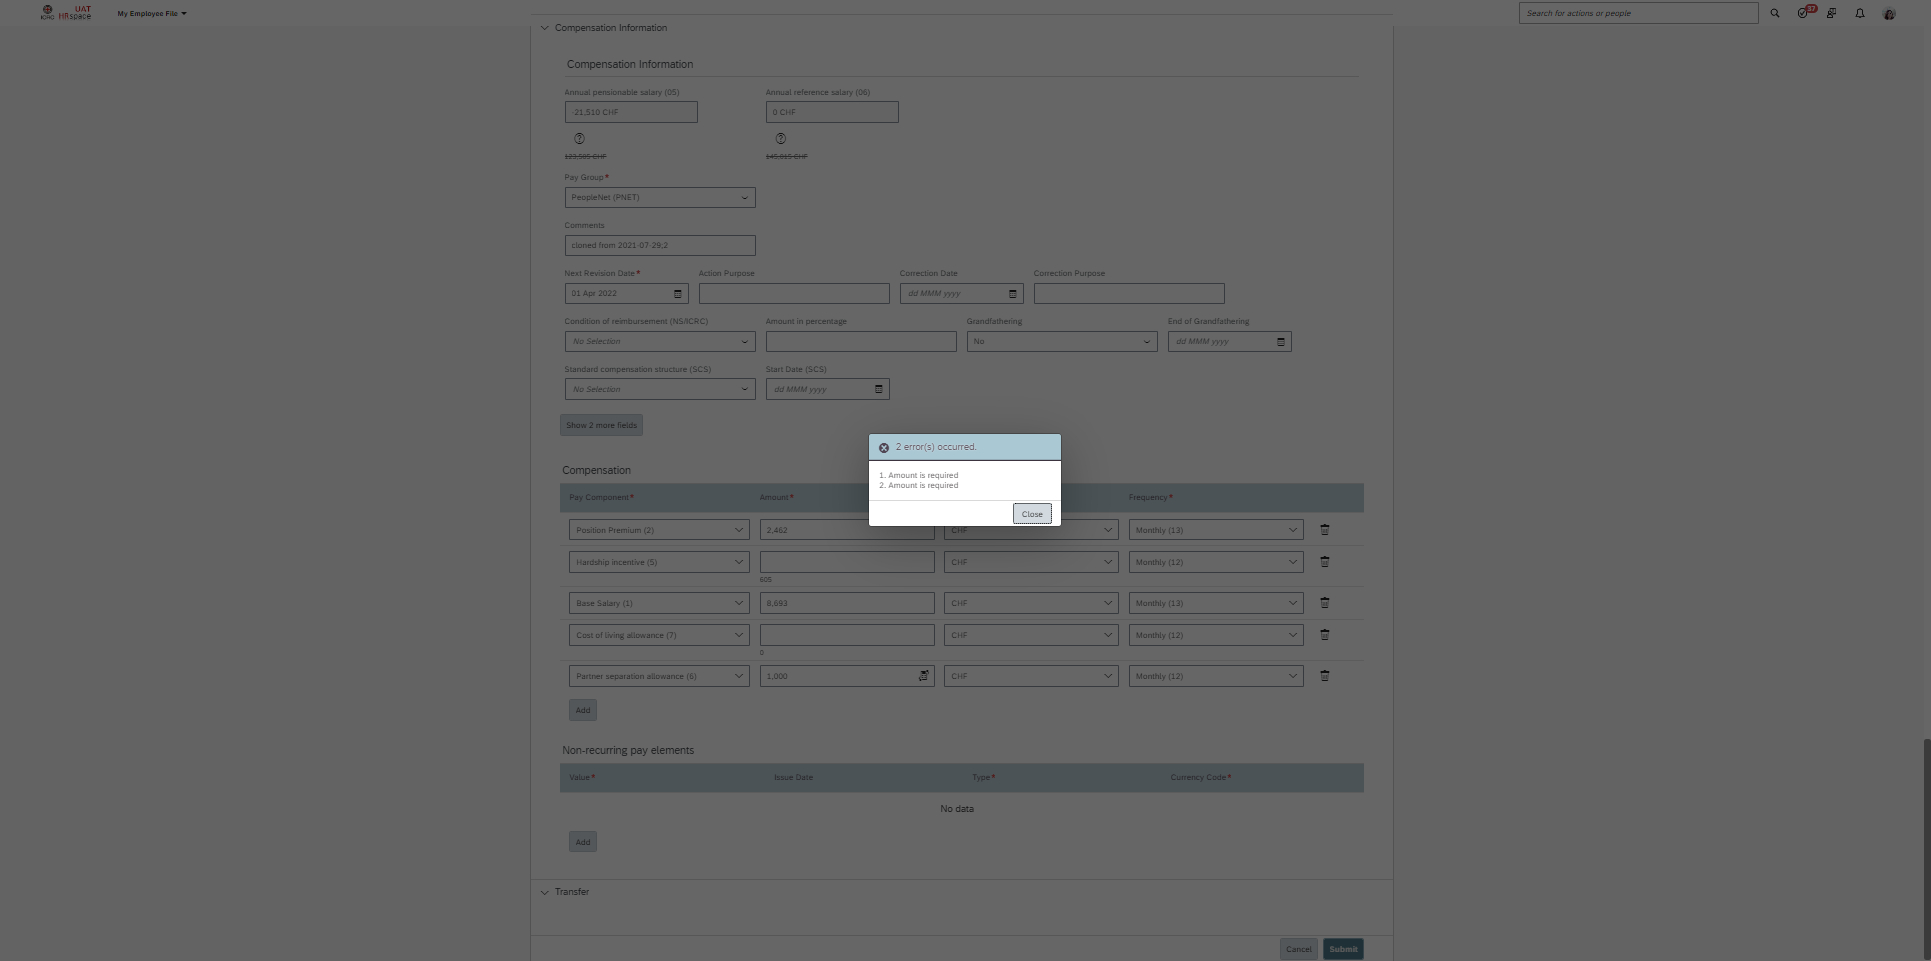 UAT
ICRC HRspace
My Employee File
Search for actions or people
37
Compensation Information
Compensation Information
Annual pensionable salary (05) Annual reference salary (06)
-21,510 CHF 0 CHF
Pay Group*
PeopleNet (PNET)
Comments
cloned from 2021-07-29;2
Next Revision Date* Action Purpose Correction Date Correction Purpose
01 Apr 2022 dd MMM yyyy
Condition of reimbursement (NS/ICRC) Amount in percentage Grandfathering End of Grandfathering
No Selection No dd MMM yyyy
Standard compensation structure (SCS) Start Date (SCS)
No Selection dd MMM yyyy
Show 2 more fields
2 error(s) occurred.
1. Amount is required
2. Amount is required
Close
Compensation
Pay Component* Amount* Frequency*
Position Premium (2) 2,462 CHF Monthly (13)
Hardship incentive (5) CHF Monthly (12)
605
Base Salary (1) 8,693 CHF Monthly (13)
Cost of living allowance (7) CHF Monthly (12)
0
Partner separation allowance (6) 1,000 CHF Monthly (12)
Add
Non-recurring pay elements
Value* Issue Date Type* Currency Code*
No data
Add
Transfer
Cancel Submit